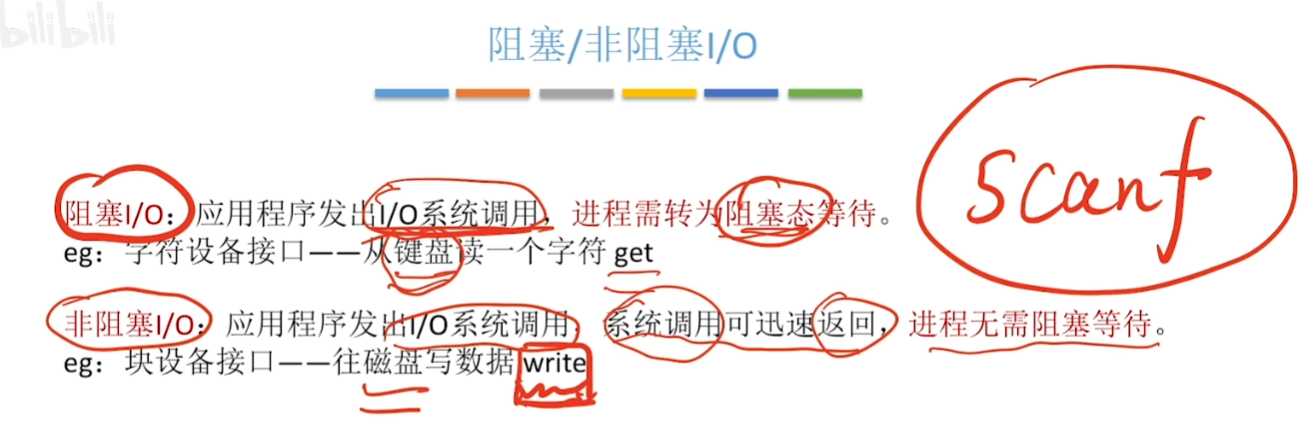 bilibili
阻塞/非阻塞I/O
scanf
阻塞I/O：应用程序发出I/O系统调用，进程需转为阻塞态等待。
eg：字符设备接口——从键盘读一个字符 get
非阻塞I/O：应用程序发出I/O系统调用，系统调用可迅速返回，进程无需阻塞等待。
eg：块设备接口——往磁盘写数据 write